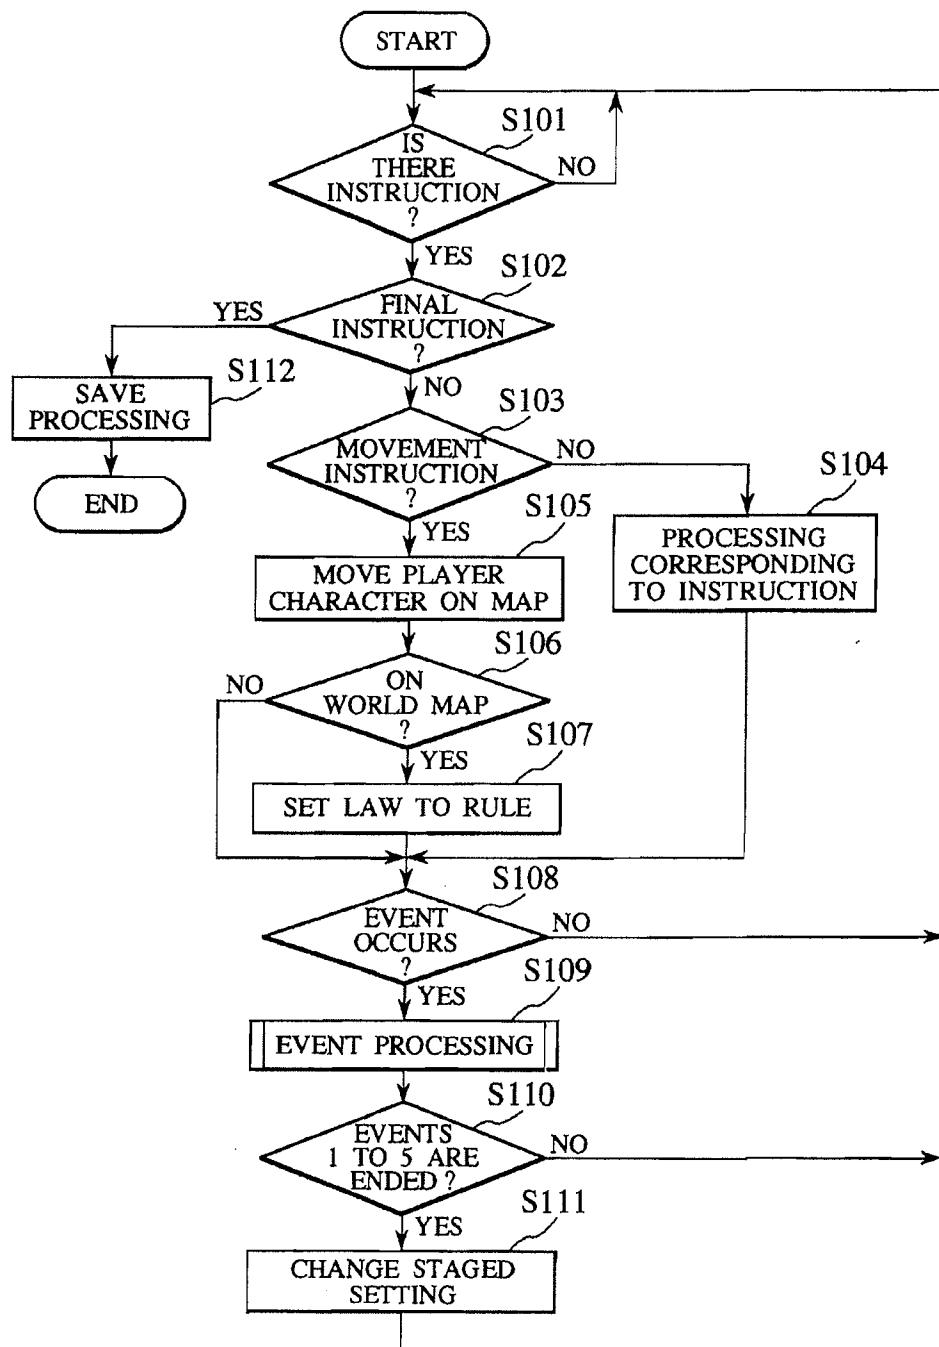 START
S101
IS
THERE
INSTRUCTION
?
NO
YES
S102
FINAL
INSTRUCTION
?
YES
NO
S112
SAVE
PROCESSING
END
S103
MOVEMENT
INSTRUCTION
?
NO
YES
S104
PROCESSING
CORRESPONDING
TO INSTRUCTION
S105
MOVE PLAYER
CHARACTER ON MAP
S106
ON
WORLD MAP
?
NO
YES
S107
SET LAW TO RULE
S108
EVENT
OCCURS
?
NO
YES
S109
EVENT PROCESSING
S110
EVENTS
1 TO 5 ARE
ENDED ?
NO
YES
S111
CHANGE STAGED
SETTING